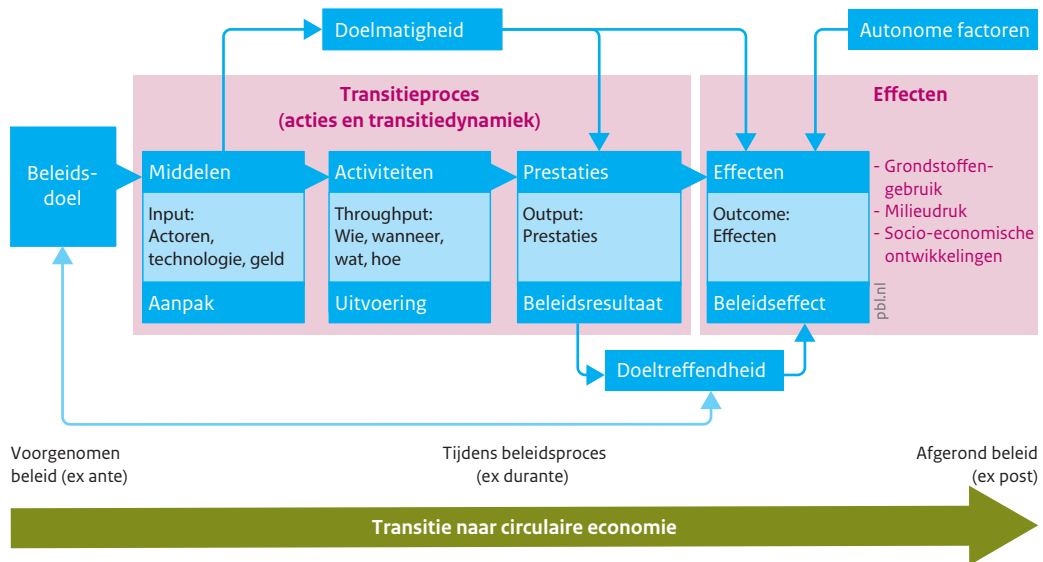 Doelmatigheid
Autonome factoren
Transitieproces
(acties en transitiedynamiek)
Effecten
Beleids-
doel
Middelen
Input:
Actoren,
technologie, geld
Aanpak
Activiteiten
Throughput:
Wie, wanneer,
wat, hoe
Uitvoering
Prestaties
Output:
Prestaties
Beleidsresultaat
Effecten
Outcome:
Effecten
Beleidseffect
- Grondstoffen-
gebruik
- Milieudruk
- Socio-economische
ontwikkelingen
pbl.nl
Doeltreffendheid
Voorgenomen
beleid (ex ante)
Tijdens beleidsproces
(ex durante)
Afgerond beleid
(ex post)
Transitie naar circulaire economie